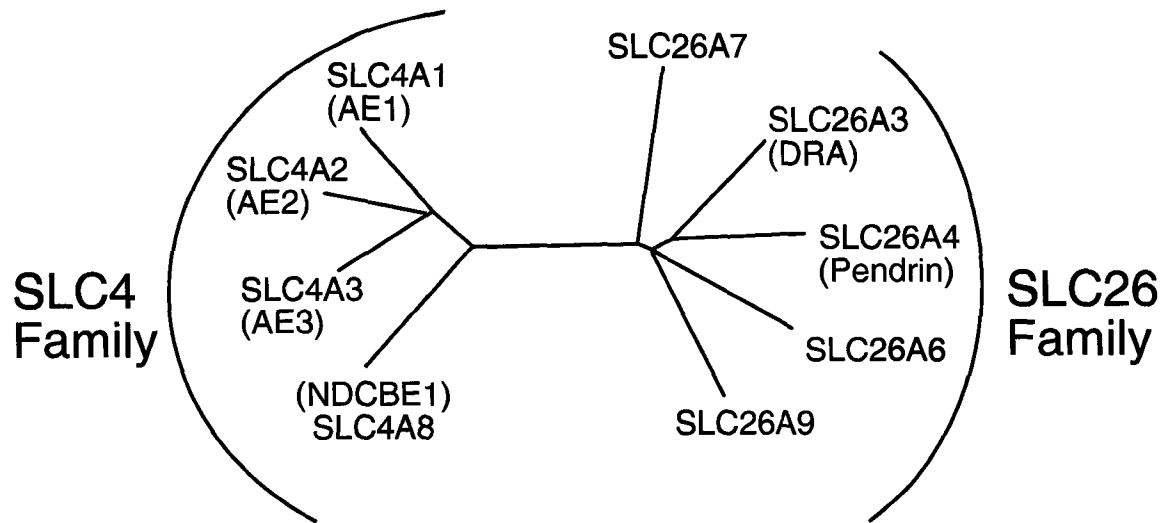 SLC4
Family
SLC4A1
(AE1)
SLC4A2
(AE2)
SLC4A3
(AE3)
(NDCBE1)
SLC4A8
SLC26A7
SLC26A3
(DRA)
SLC26A4
(Pendrin)
SLC26A6
SLC26A9
SLC26
Family